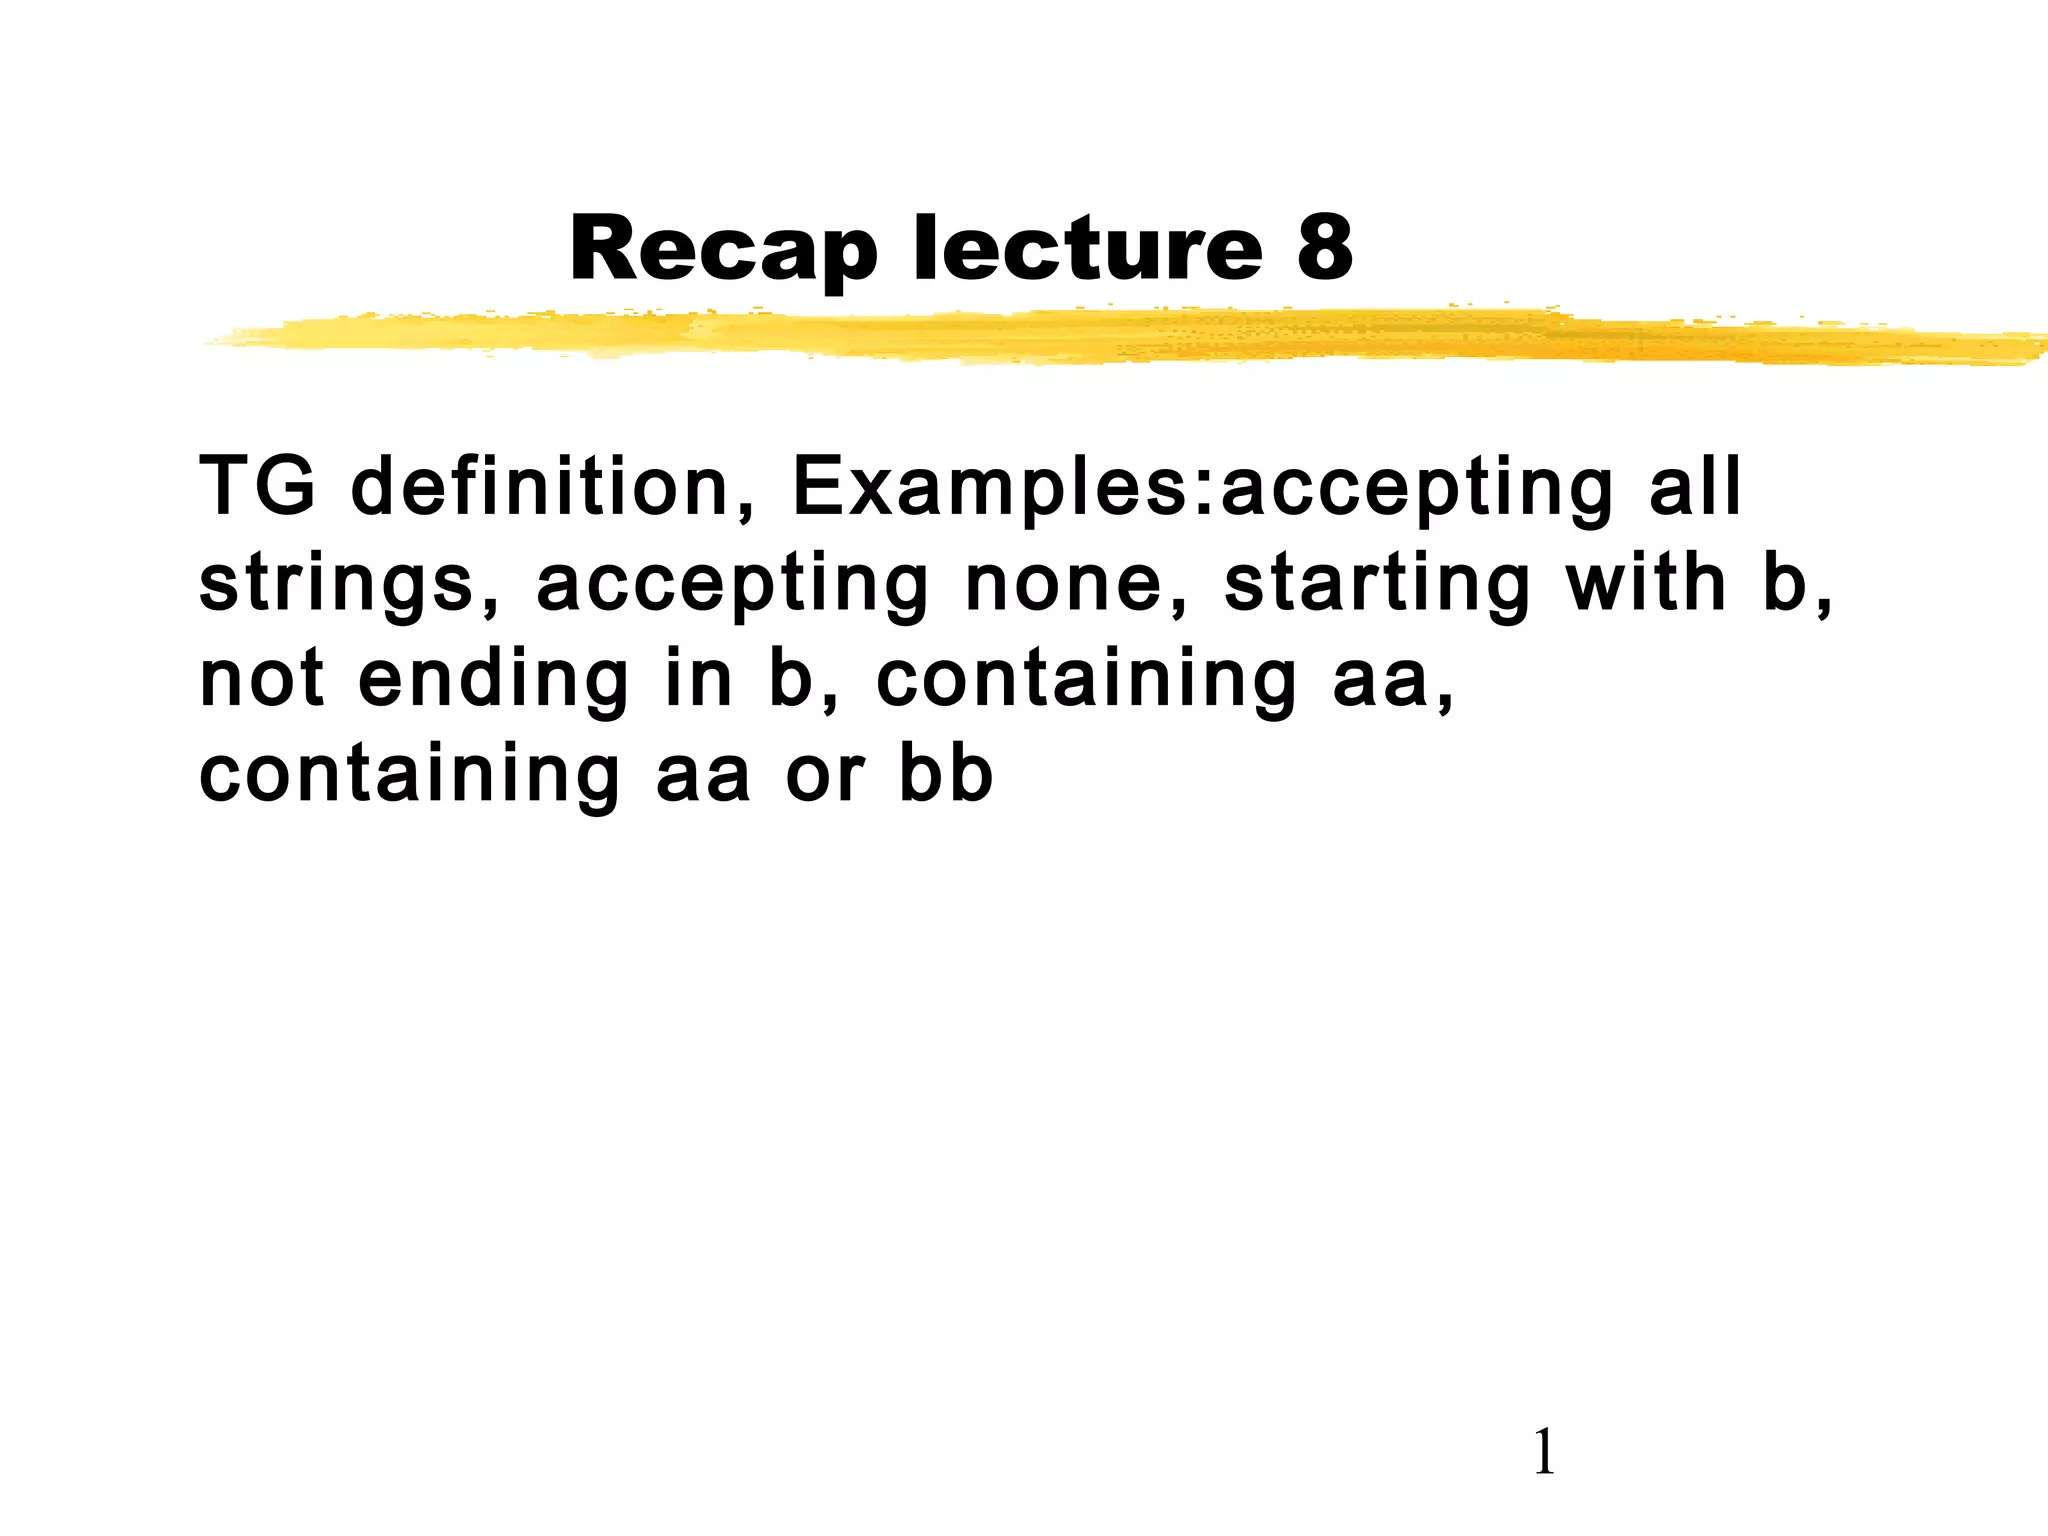 Recap lecture 8
TG definition, Examples:accepting all
strings, accepting none, starting with b,
not ending in b, containing aa,
containing aa or bb
1